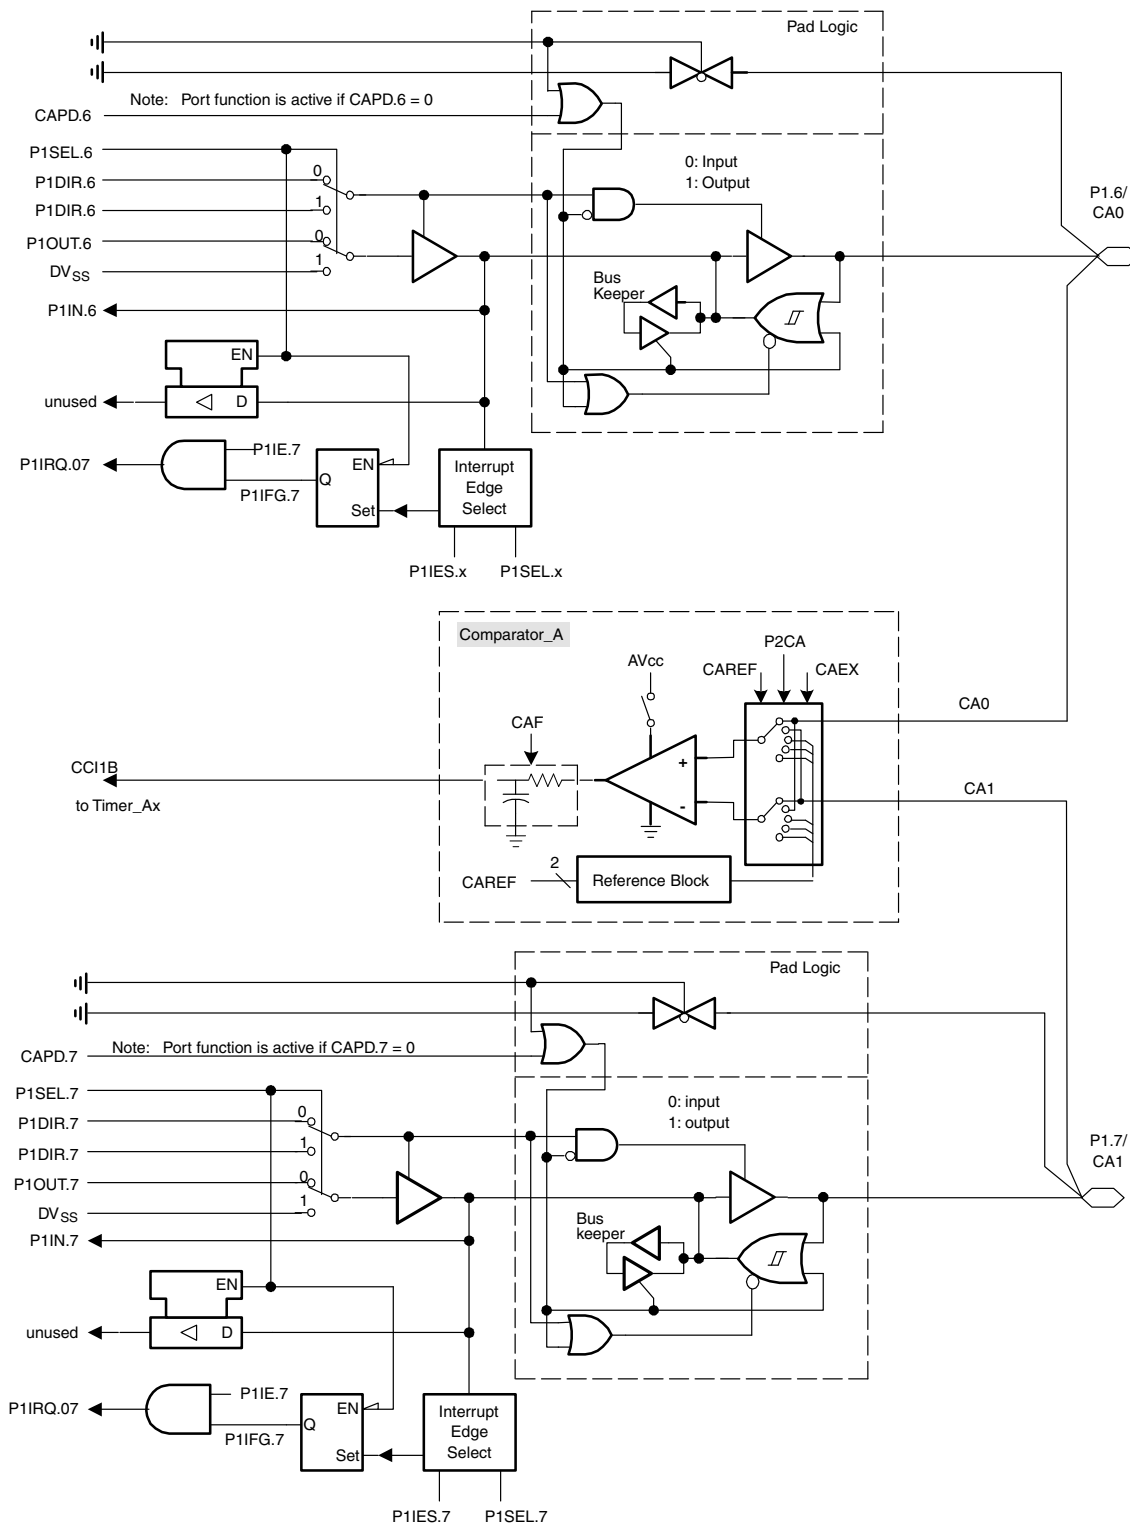 Pad Logic
Note: Port function is active if CAPD.6 = 0
CAPD.6
P1SEL.6
0: Input
1: Output
P1DIR.6
0
P1DIR.6
1
P1.6/
CA0
P1OUT.6
0
DVSS
1
Bus
Keeper
P1IN.6
EN
unused
D
P1IE.7
P1IRQ.07
P1IFG.7
EN
Q
Set
Interrupt
Edge
Select
P1IES.x
P1SEL.x
Comparator_A
P2CA
AVcc
CAREF
CAEX
CA0
CAF
+
CCI1B
to Timer_Ax
-
CA1
2
CAREF
Reference Block
Pad Logic
Note: Port function is active if CAPD.7 = 0
CAPD.7
P1SEL.7
0: input
1: output
P1DIR.7
0
P1DIR.7
1
P1.7/
CA1
P1OUT.7
0
DVSS
1
Bus
keeper
P1IN.7
EN
unused
D
P1IE.7
P1IRQ.07
P1IFG.7
EN
Q
Set
Interrupt
Edge
Select
P1IES.7
P1SEL.7